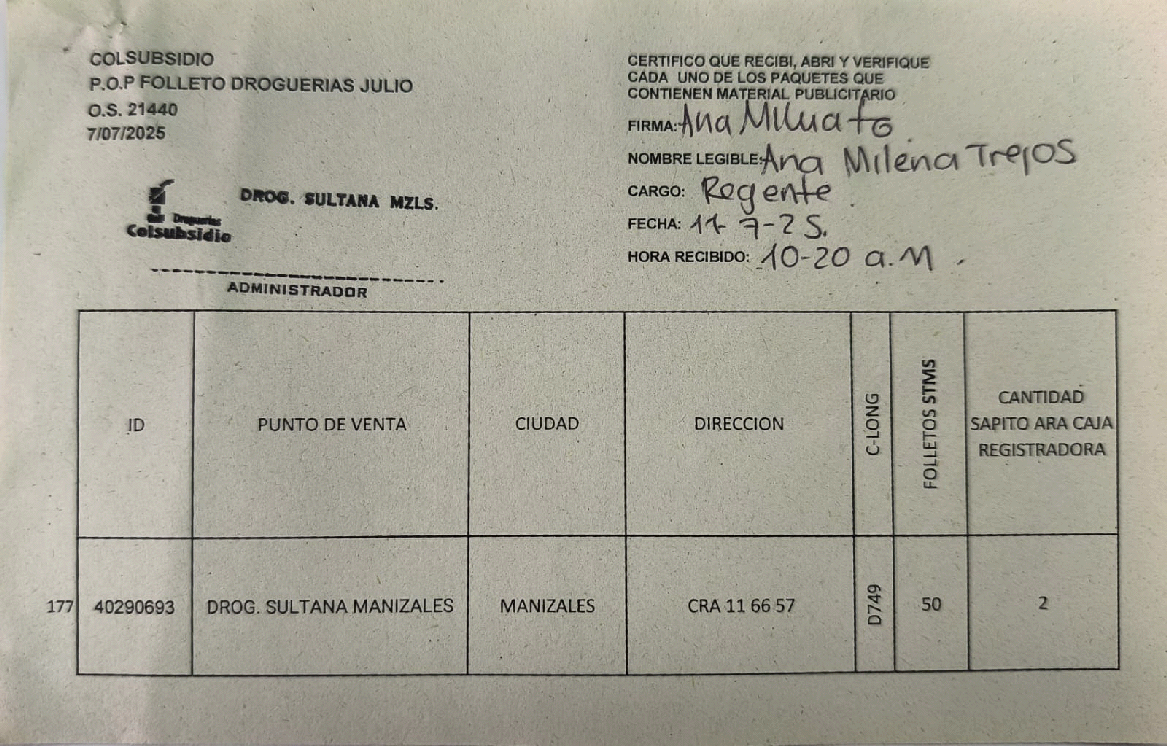 COLSUBSIDIO
P.O.P FOLLETO DROGUERIAS JULIO
O.S. 21440
7/07/2025
CERTIFICO QUE RECIBI, ABRI Y VERIFIQUE
CADA UNO DE LOS PAQUETES QUE
CONTIENEN MATERIAL PUBLICITARIO
FIRMA: Ana
NOMBRE LEGIBLE: Ana Milena Trejos
CARGO: Regente
FECHA: 11-7-25.
HORA RECIBIDO: 10-20 a.M.
DROG. SULTANA MZLS.
Droguerías
Colsubsidio
ADMINISTRADOR
ID PUNTO DE VENTA CIUDAD DIRECCION C-LONG FOLLETOS STMS CANTIDAD
SAPITO ARA CAJA
REGISTRADORA
177 40290693 DROG. SULTANA MANIZALES MANIZALES CRA 11 66 57 D749 50 2